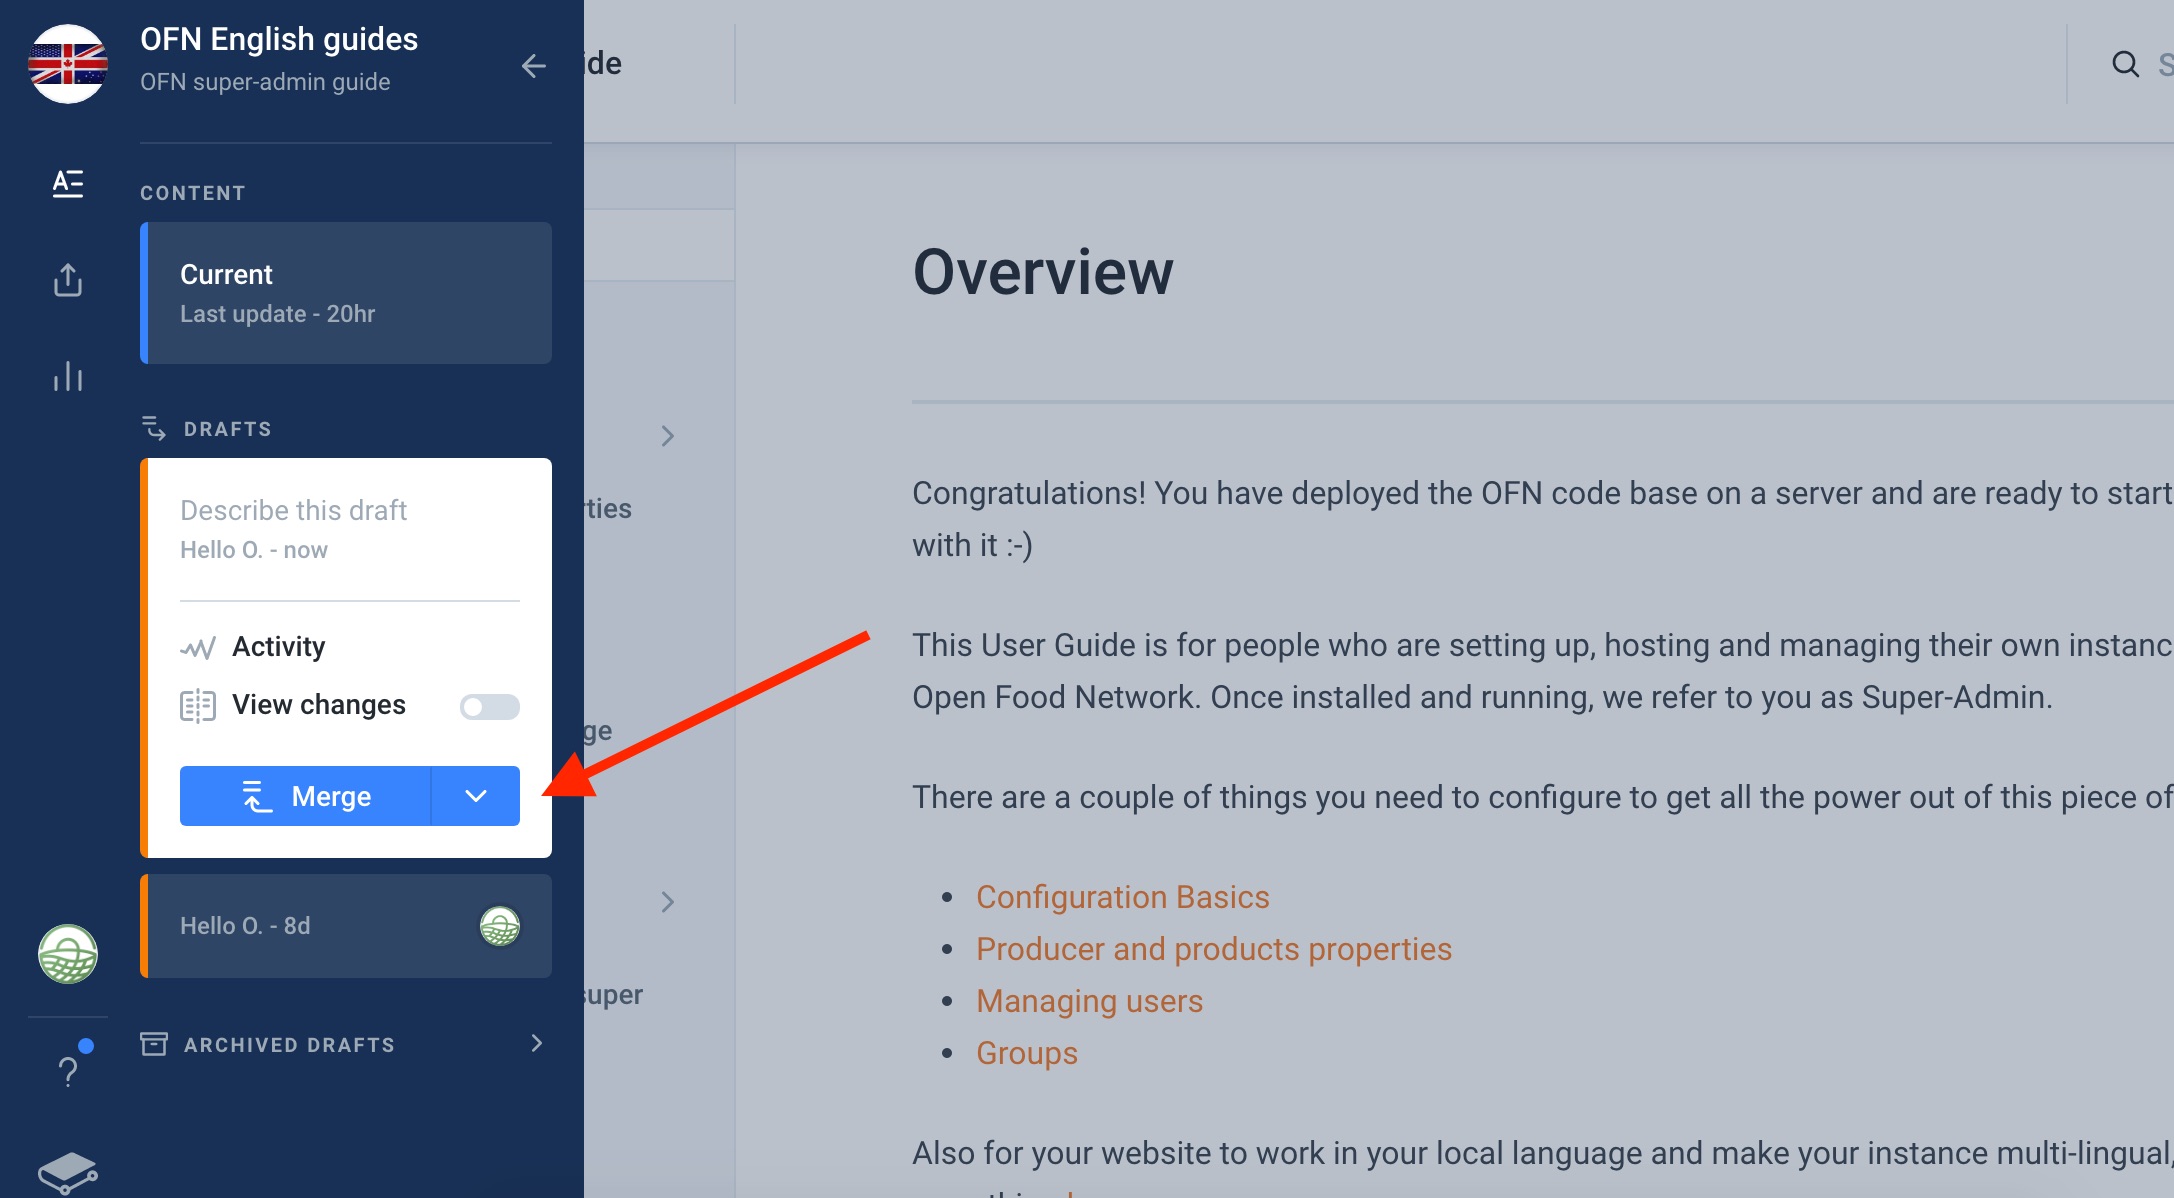 OFN English guides
OFN super-admin guide
CONTENT
Current
Last update - 20hr
DRAFTS
Describe this draft
Hello O. - now
Activity
View changes
Merge
Hello O. - 8d
ARCHIVED DRAFTS
?
ide
rties
ge
super
S
Overview
Congratulations! You have deployed the OFN code base on a server and are ready to start
with it :-)
This User Guide is for people who are setting up, hosting and managing their own instanc
Open Food Network. Once installed and running, we refer to you as Super-Admin.
There are a couple of things you need to configure to get all the power out of this piece of
• Configuration Basics
• Producer and products properties
• Managing users
• Groups
Also for your website to work in your local language and make your instance multi-lingual,